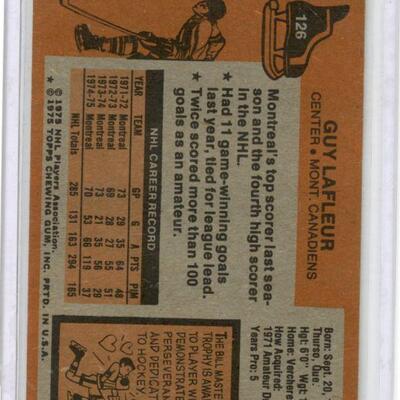 126
GUY LAFLEUR
CENTER • MONT. CANADIENS
Born: Sept. 20,
Thurso, Que.
Hgt: 6'0" Wgt
Home: Verchere
How Acquired:
1971 Amateur D
Years Pro: 5
Montreal's top scorer last sea-
son and the fourth high scorer
in the NHL.
★ Had 11 game-winning goals
last year, tied for league lead.
★ Twice scored more than 100
goals as an amateur.
NHL CAREER RECORD
YEAR TEAM GP G A PTS PIM
1971-72 Montreal 73 29 35 64 48
1972-73 Montreal 69 28 27 55 51
1973-74 Montreal 73 21 35 56 29
1974-75 Montreal 70 53 66 119 37
NHL Totals 285 131 163 294 165
★ © 1975 NHL Players Association.
© 1975 TOPPS CHEWING GUM, INC. PRTD. IN U.S.A.
THE BILL MASTE
TROPHY IS AWA
TO PLAYER WH
DEMONSTRATE
PERSEVERAN
AND DEDICAT
TO HOCKEY